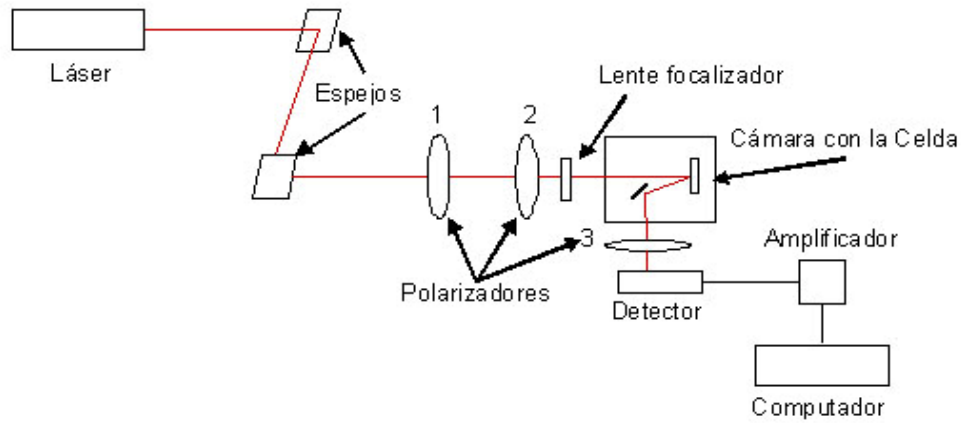 Láser
Espejos
1
2
Lente focalizador
Cámara con la Celda
3
Polarizadores
Amplificador
Detector
Computador